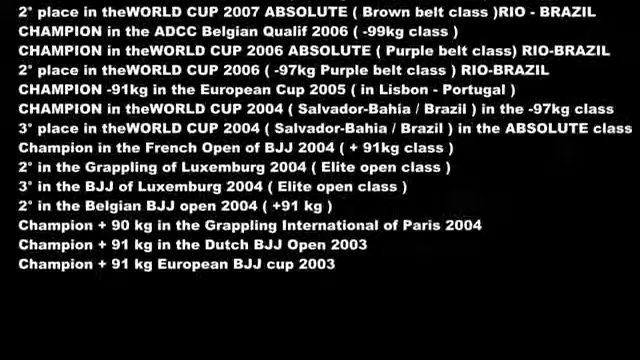 2° place in theWORLD CUP 2007 ABSOLUTE ( Brown belt class )RIO - BRAZIL
CHAMPION in the ADCC Belgian Qualif 2006 ( -99kg class )
CHAMPION in theWORLD CUP 2006 ABSOLUTE ( Purple belt class) RIO-BRAZIL
2° place in theWORLD CUP 2006 ( -97kg Purple belt class ) RIO-BRAZIL
CHAMPION -91kg in the European Cup 2005 ( in Lisbon - Portugal )
CHAMPION in theWORLD CUP 2004 ( Salvador-Bahia / Brazil ) in the -97kg class
3° place in theWORLD CUP 2004 ( Salvador-Bahia / Brazil ) in the ABSOLUTE class
Champion in the French Open of BJJ 2004 ( + 91kg class )
2° in the Grappling of Luxemburg 2004 ( Elite open class )
3° in the BJJ of Luxemburg 2004 ( Elite open class )
2° in the Belgian BJJ open 2004 ( +91 kg )
Champion + 90 kg in the Grappling International of Paris 2004
Champion + 91 kg in the Dutch BJJ Open 2003
Champion + 91 kg European BJJ cup 2003